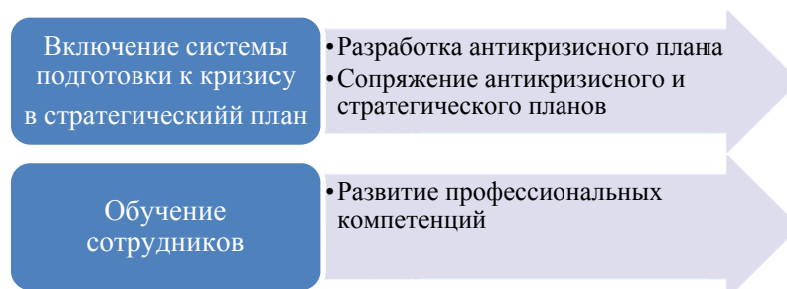 Включение системы
подготовки к кризису
в стратегическийй план
•Разработка антикризисного плана
•Сопряжение антикризисного и
стратегического планов
Обучение
сотрудников
•Развитие профессиональных
компетенций